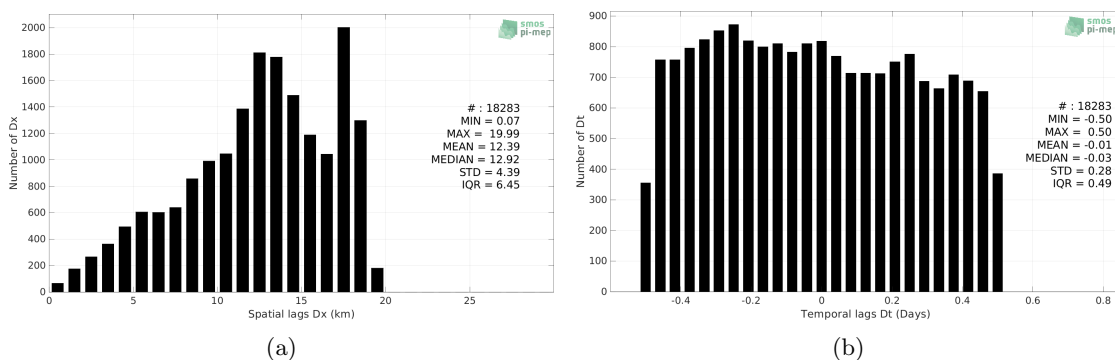 2000
1800
1600
1400
1200
1000
800
600
400
200
0
Number of Dx
smos
pi-mep
# : 18283
MIN = 0.07
MAX = 19.99
MEAN = 12.39
MEDIAN = 12.92
STD = 4.39
IQR = 6.45
0 5 10 15 20 25
Spatial lags Dx (km)
(a)
900
800
700
600
500
400
300
200
100
0
Number of Dt
smos
pi-mep
# : 18283
MIN = -0.50
MAX = 0.50
MEAN = -0.01
MEDIAN = -0.03
STD = 0.28
IQR = 0.49
-0.4 -0.2 0 0.2 0.4 0.6 0.8
Temporal lags Dt (Days)
(b)